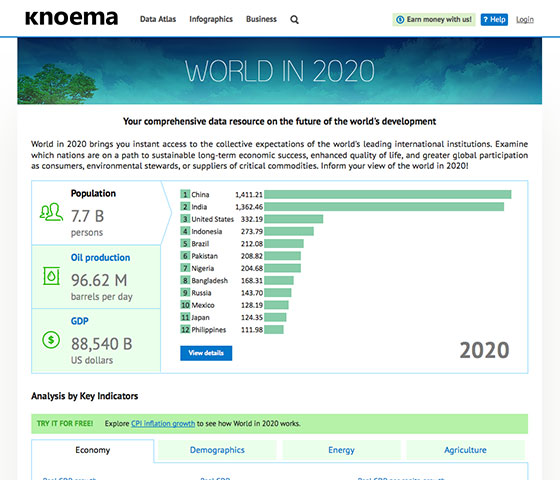 knoema
Data Atlas Infographics Business
Earn money with us! ? Help Login
WORLD IN 2020
Your comprehensive data resource on the future of the world's development
World in 2020 brings you instant access to the collective expectations of the world's leading international institutions. Examine
which nations are on a path to sustainable long-term economic success, enhanced quality of life, and greater global participation
as consumers, environmental stewards, or suppliers of critical commodities. Inform your view of the world in 2020!
Population
7.7 B
persons
Oil production
96.62 M
barrels per day
GDP
$
88,540 B
US dollars
1 China 1,411.21
2 India 1,362.46
3 United States 332.19
4 Indonesia 273.79
5 Brazil 212.08
6 Pakistan 208.82
7 Nigeria 204.68
8 Bangladesh 168.31
9 Russia 143.70
10 Mexico 128.19
11 Japan 124.35
12 Philippines 111.98
View details
2020
Analysis by Key Indicators
TRY IT FOR FREE! Explore CPI inflation growth to see how World in 2020 works.
Economy Demographics Energy Agriculture